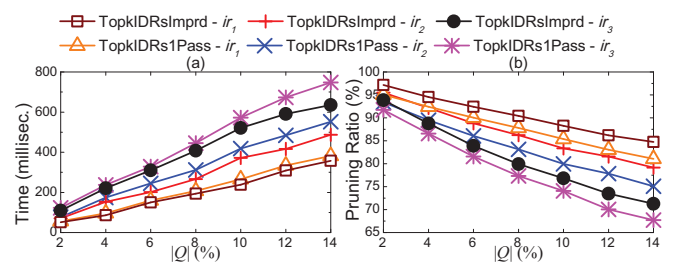 TopkIDRsImprd - ir1 TopkIDRsImprd - ir2 TopkIDRsImprd - ir3
TopkIDRs1Pass - ir1 TopkIDRs1Pass - ir2 TopkIDRs1Pass - ir3
(a) (b)
Time (millisec.)
800
600
400
200
0
2 4 6 8 10 12 14
|Q| (%)
Pruning Ratio (%)
100
95
90
85
80
75
70
65
2 4 6 8 10 12 14
|Q| (%)